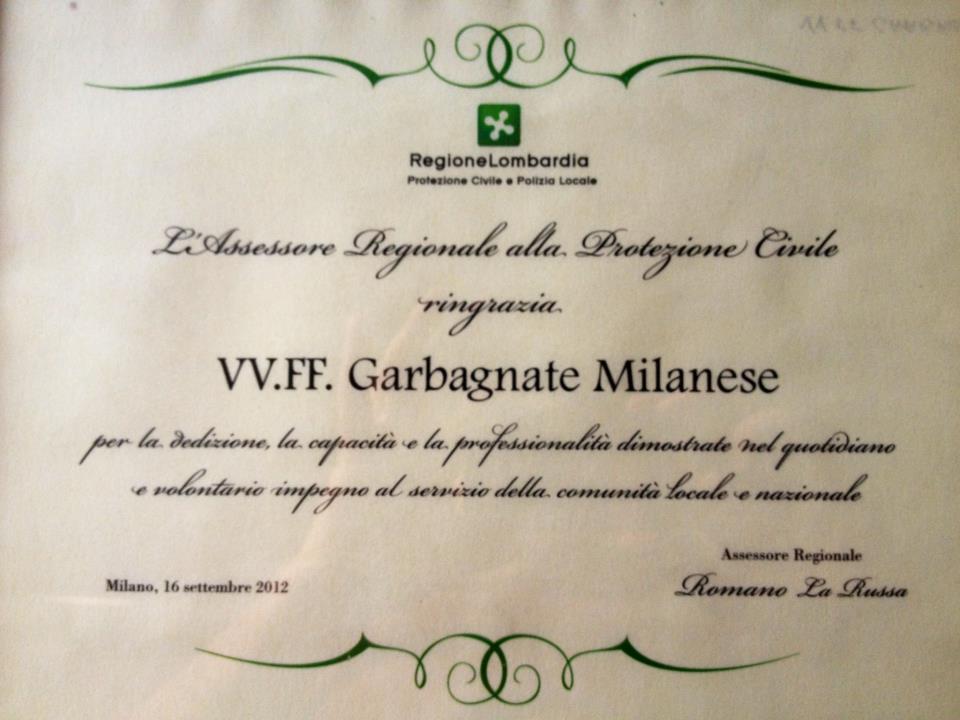 RegioneLombardia
Protezione Civile e Polizia Locale
L'Assessore Regionale alla Protezione Civile
ringrazia
VV.FF. Garbagnate Milanese
per la dedizione, la capacità e la professionalità dimostrate nel quotidiano
e volontario impegno al servizio della comunità locale e nazionale
Assessore Regionale
Milano, 16 settembre 2012
Romano La Russa